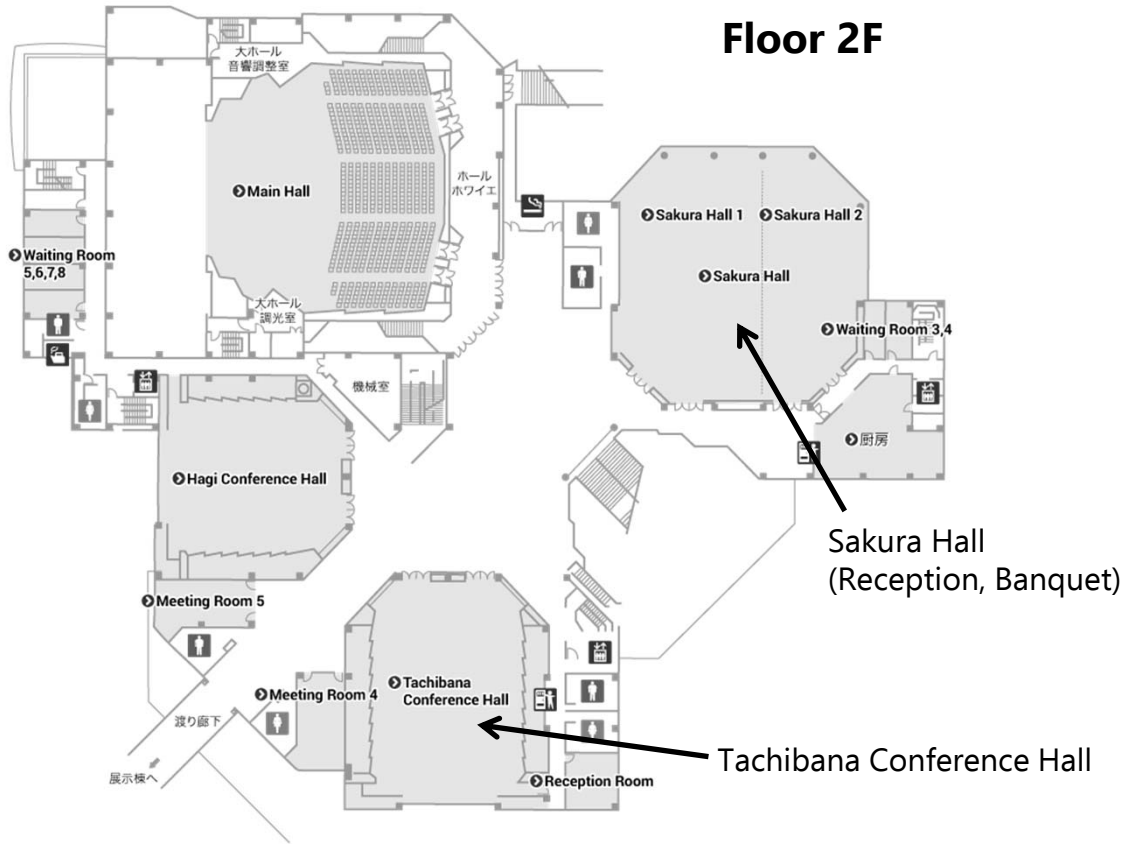 Floor 2F
大ホール
音響調整室
Main Hall
ホール
ホワイエ
Sakura Hall 1
Sakura Hall 2
Sakura Hall
Waiting Room
5,6,7,8
大ホール
調光室
Waiting Room 3,4
機械室
厨房
Hagi Conference Hall
Sakura Hall
(Reception, Banquet)
Meeting Room 5
Meeting Room 4
Tachibana
Conference Hall
渡り廊下
展示棟へ
Tachibana Conference Hall
Reception Room